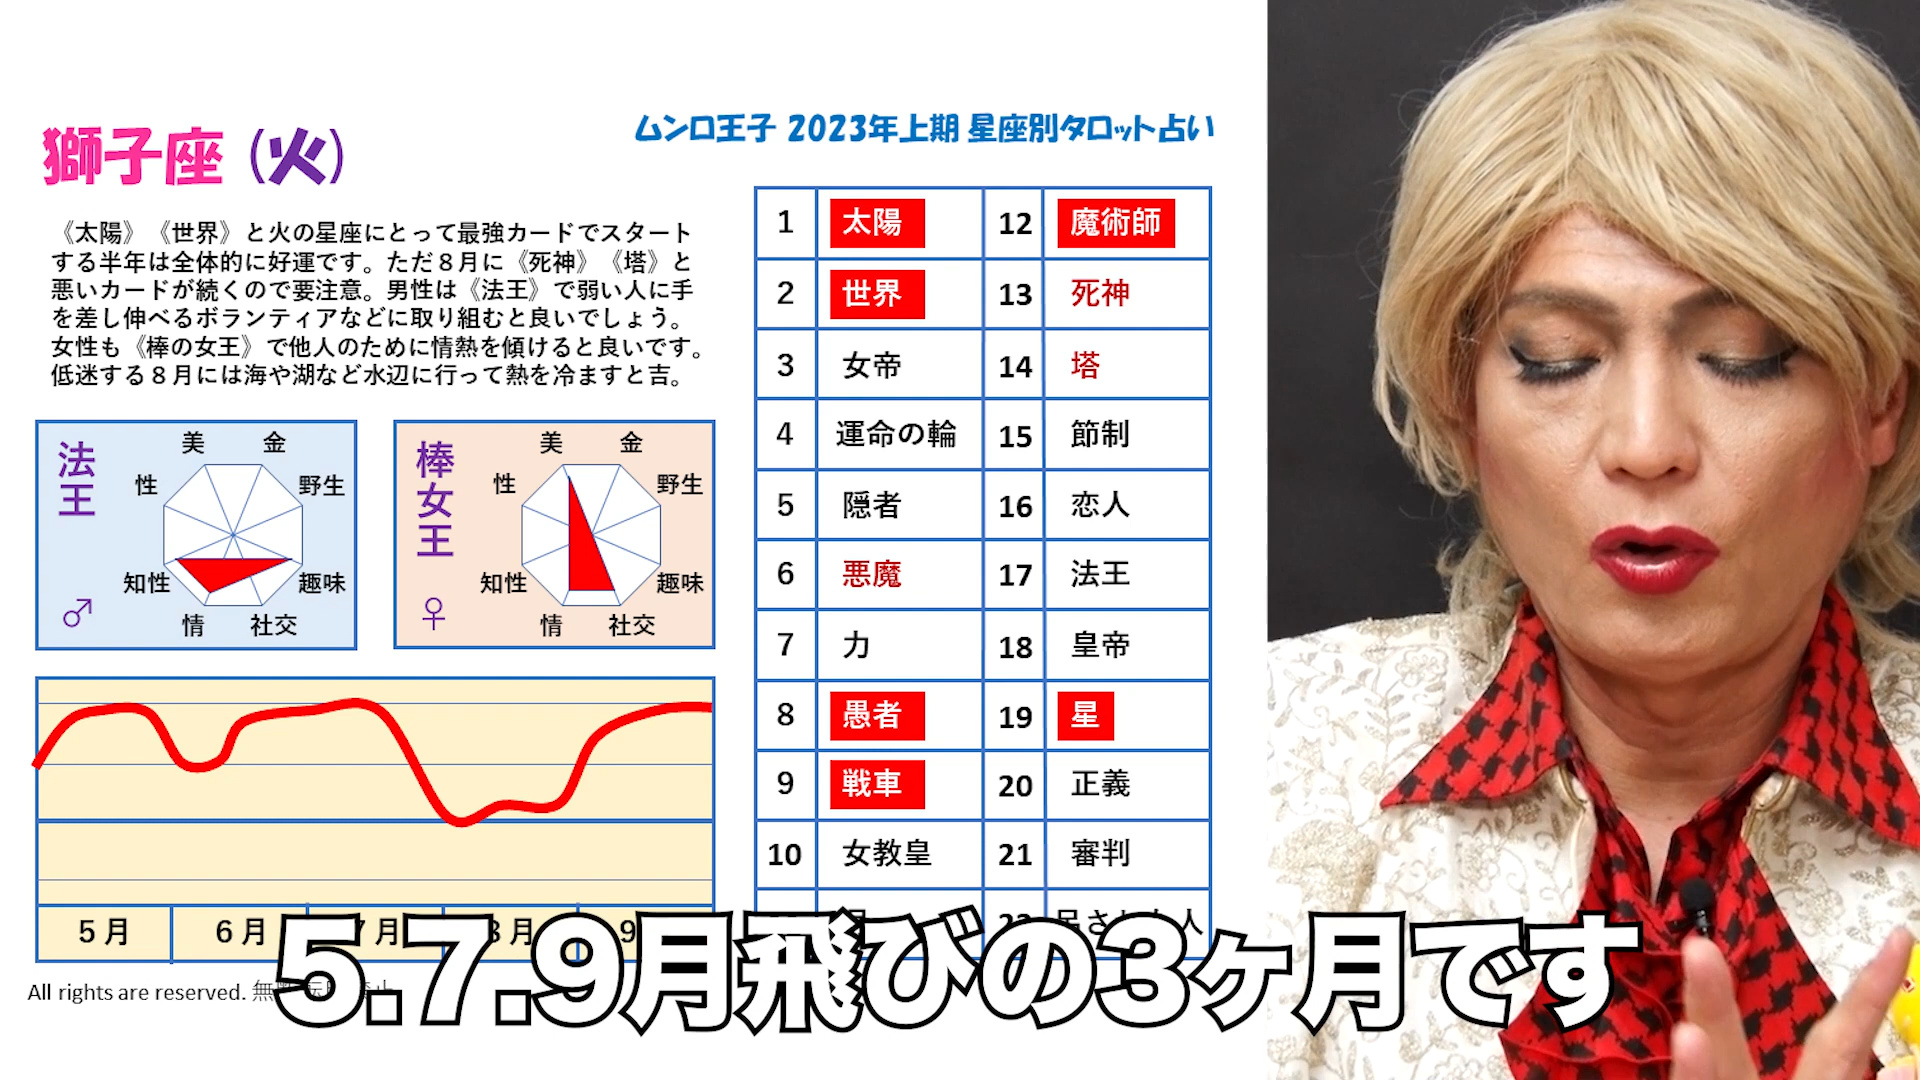 獅子座 (火)
ムンロ王子 2023年上期 星座別タロット占い
《太陽》《世界》と火の星座にとって最強カードでスタート
する半年は全体的に好運です。ただ８月に《死神》《塔》と
悪いカードが続くので要注意。男性は《法王》で弱い人に手
を差し伸べるボランティアなどに取り組むと良いでしょう。
女性も《棒の女王》で他人のために情熱を傾けると良いです。
低迷する８月には海や湖など水辺に行って熱を冷ますと吉。
法王
♂
美
金
野生
趣味
社交
情
知性
性
棒女王
♀
美
金
野生
趣味
社交
情
知性
性
5月
6月
月
月
9
1 太陽 12 魔術師
2 世界 13 死神
3 女帝 14 塔
4 運命の輪 15 節制
5 隠者 16 恋人
6 悪魔 17 法王
7 力 18 皇帝
8 愚者 19 星
9 戦車 20 正義
10 女教皇 21 審判
人
5.7.9月飛びの3ヶ月です
All rights are reserved.